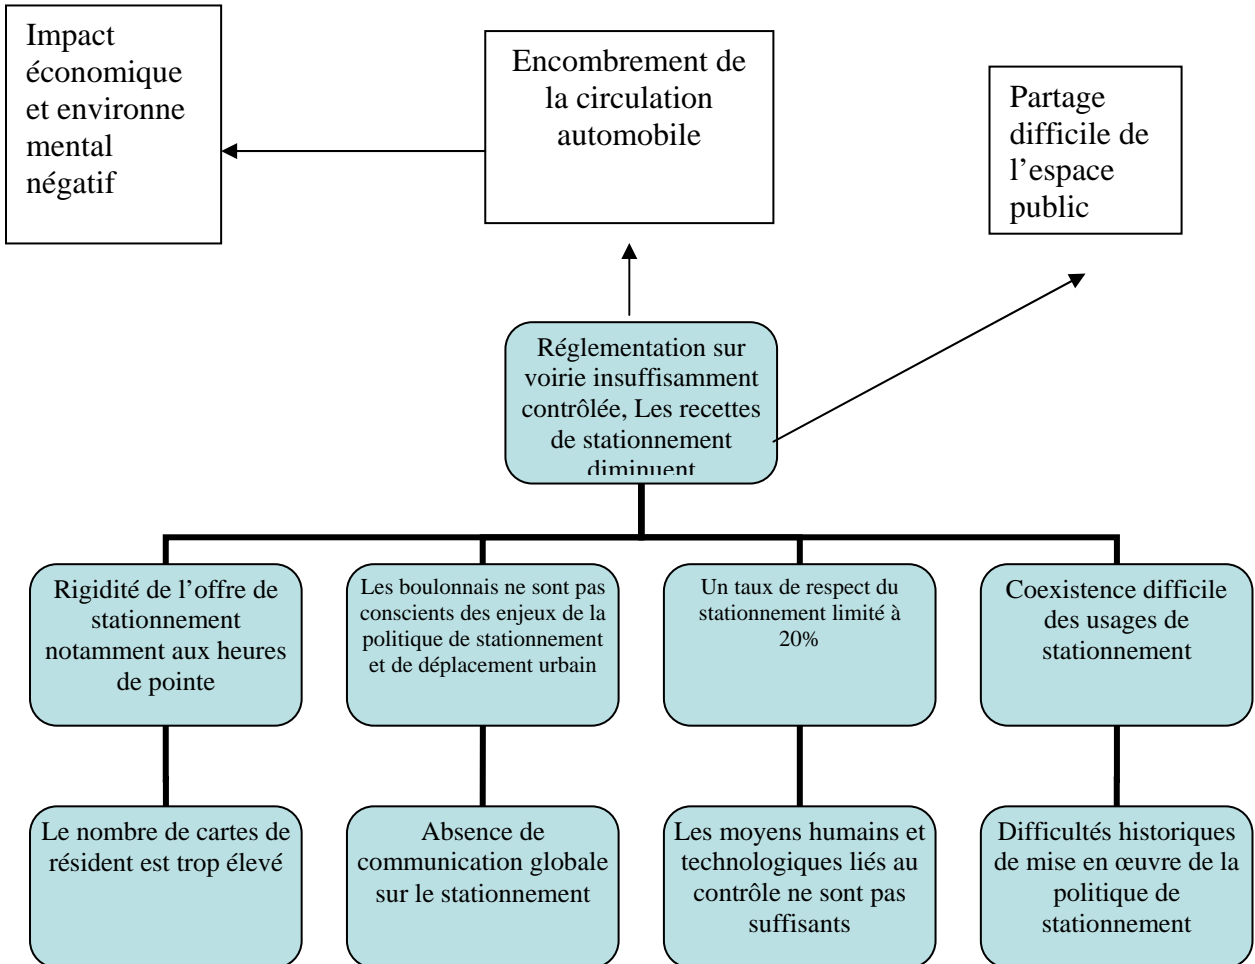 Impact
économique
et environne
mental
négatif
Encombrement de
la circulation
automobile
Partage
difficile de
l’espace
public
Réglementation sur
voirie insuffisamment
contrôlée, Les recettes
de stationnement
diminuent
Rigidité de l’offre de
stationnement
notamment aux heures
de pointe
Les boulonnais ne sont pas
conscients des enjeux de la
politique de stationnement
et de déplacement urbain
Un taux de respect du
stationnement limité à
20%
Coexistence difficile
des usages de
stationnement
Le nombre de cartes de
résident est trop élevé
Absence de
communication globale
sur le stationnement
Les moyens humains et
technologiques liés au
contrôle ne sont pas
suffisants
Difficultés historiques
de mise en œuvre de la
politique de
stationnement